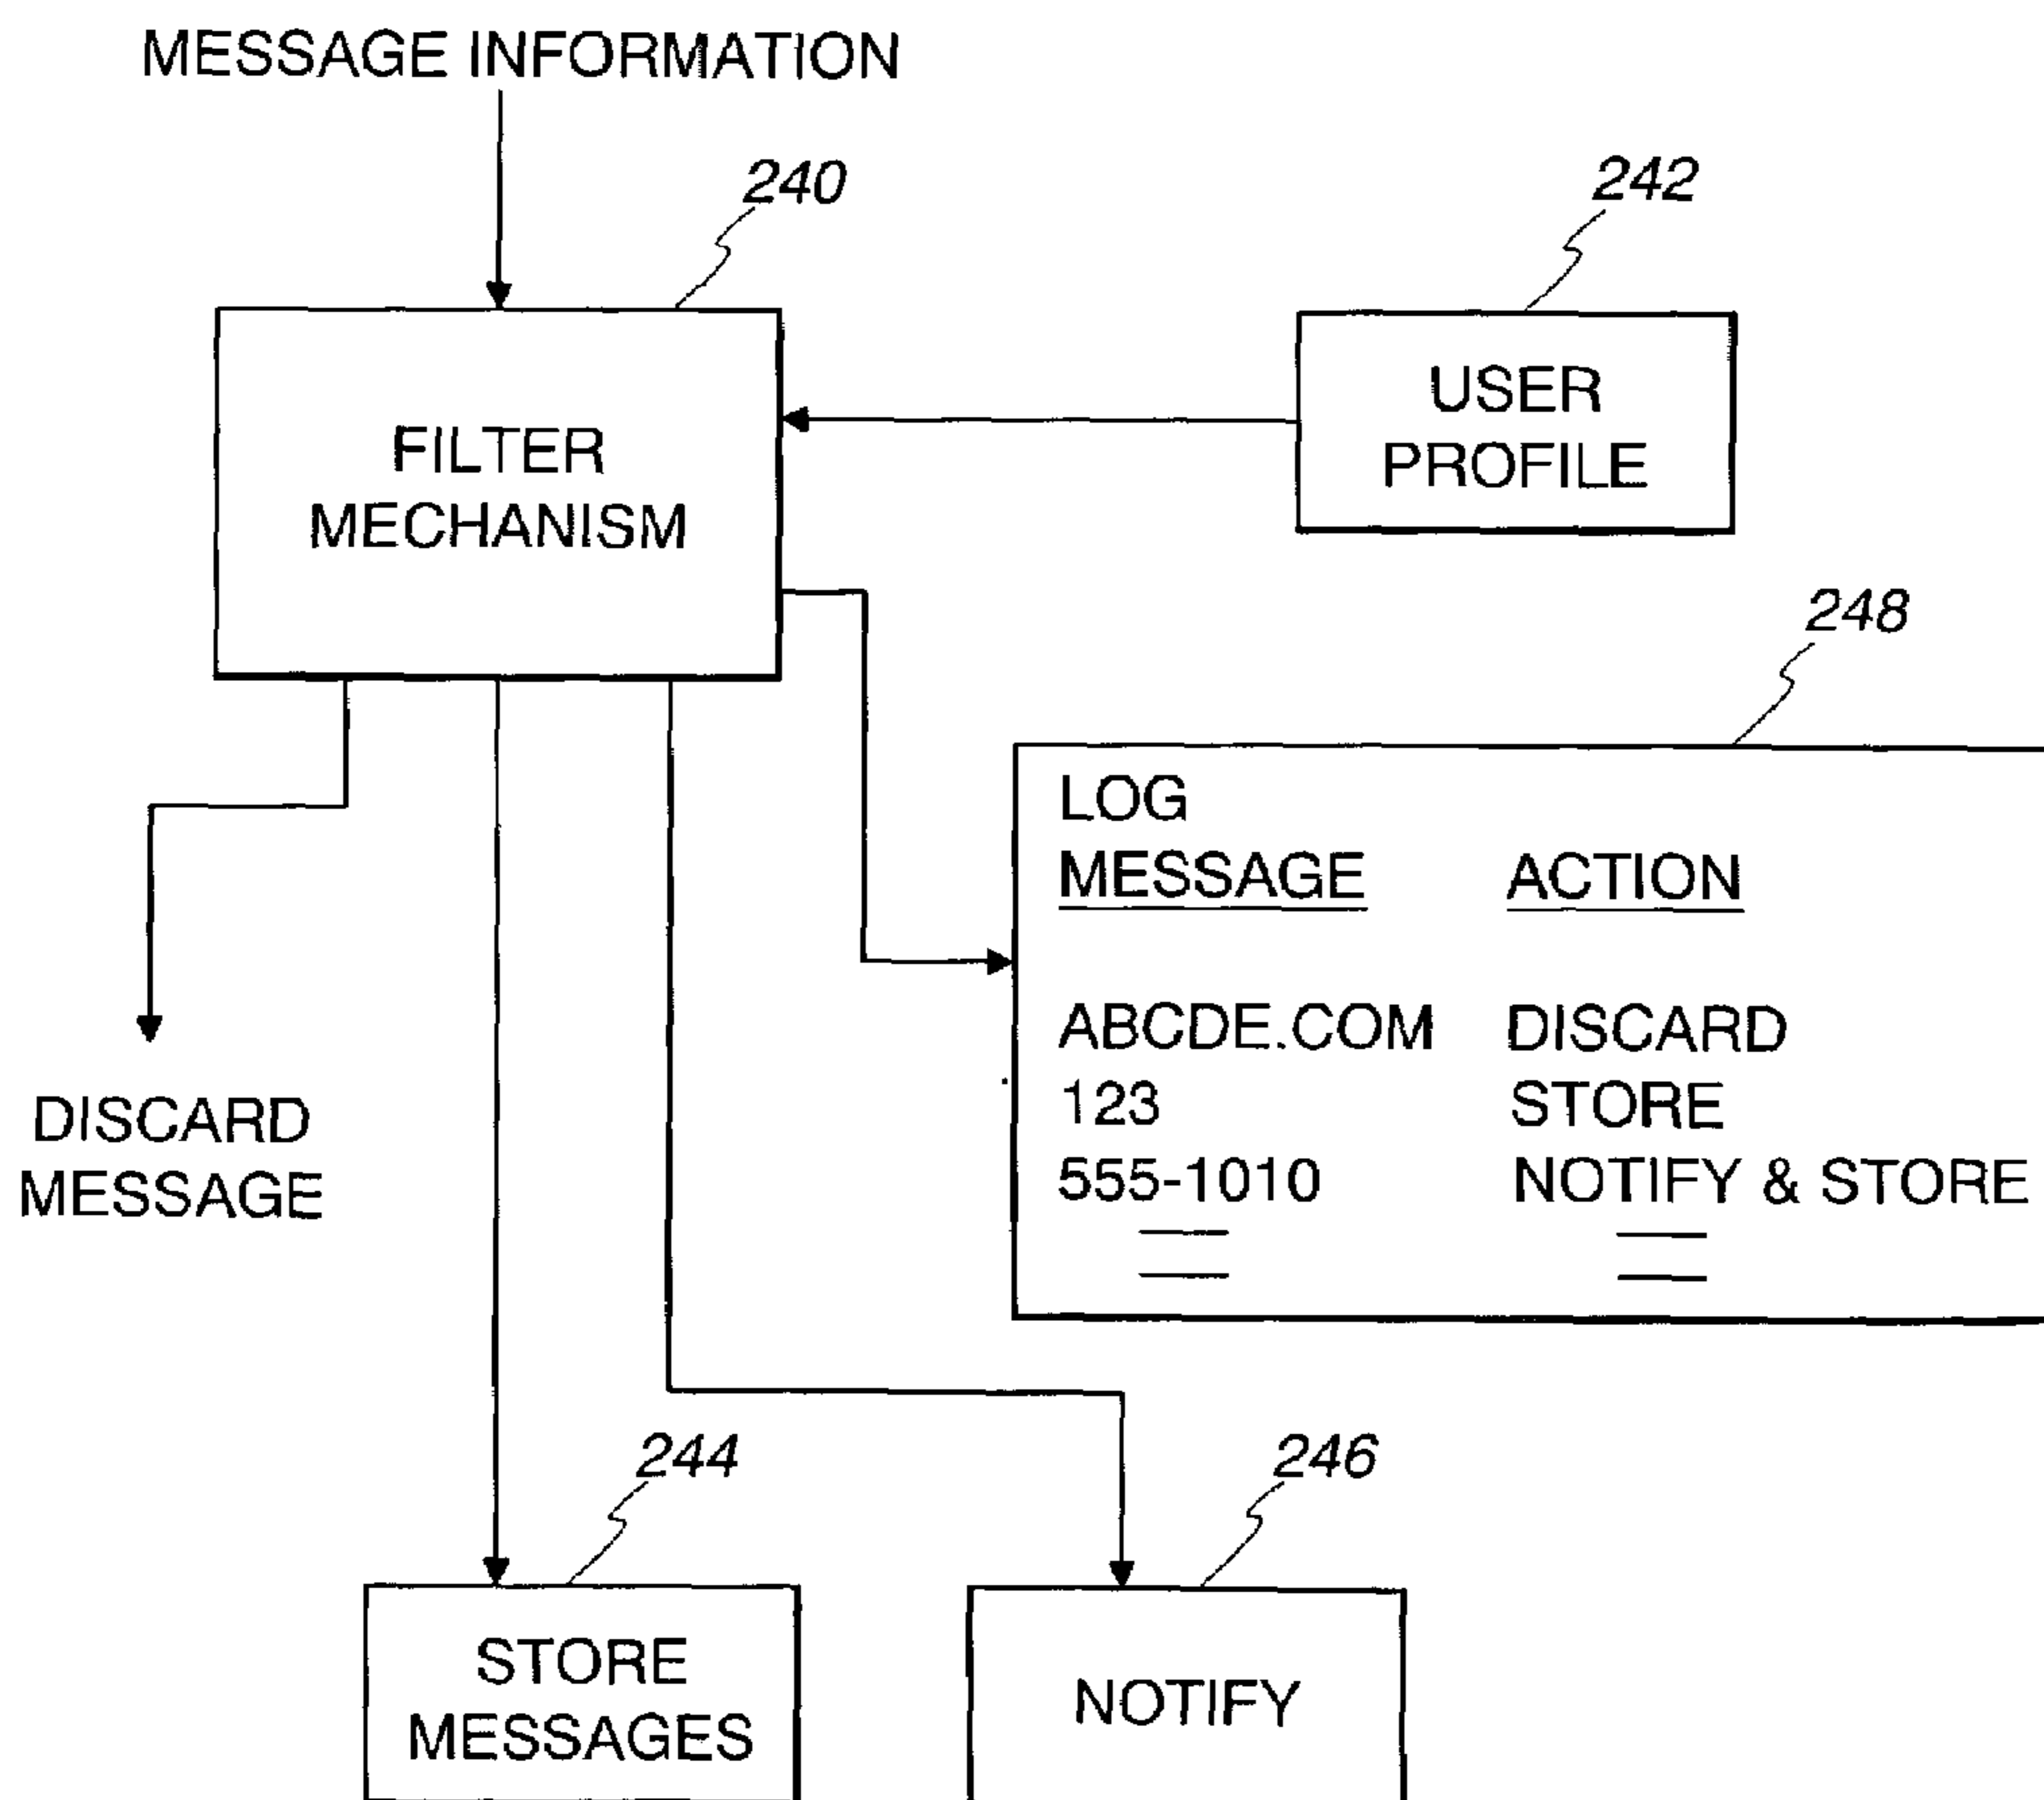 MESSAGE INFORMATION
240
242
FILTER
MECHANISM
USER
PROFILE
248
LOG
MESSAGE ACTION
ABCDE.COM DISCARD
123 STORE
555-1010 NOTIFY & STORE
DISCARD
MESSAGE
244
246
STORE
MESSAGES
NOTIFY